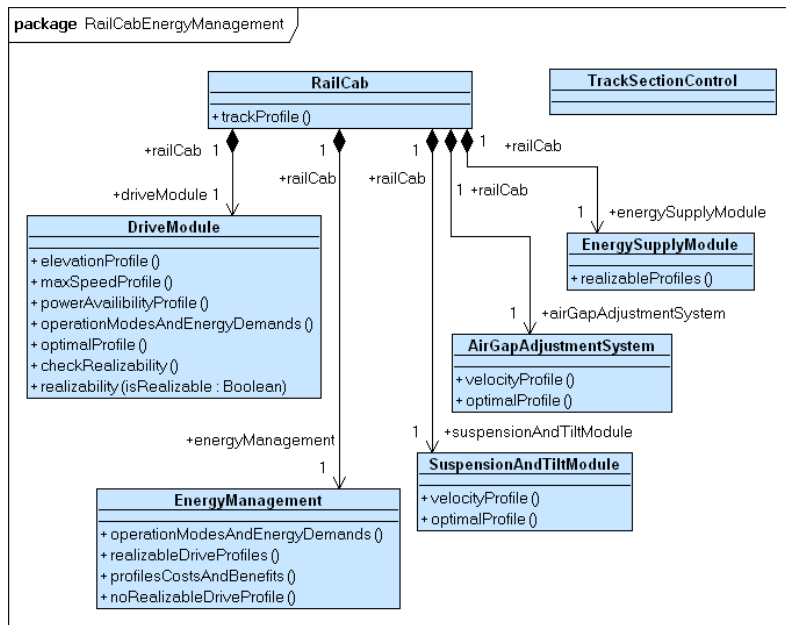 package RailCabEnergyManagement
RailCab
+ trackProfile ()
TrackSectionControl
+railCab 1
1
+railCab
1
+railCab
1 +railCab
1
+railCab
+driveModule 1
DriveModule
+ elevationProfile ()
+ maxSpeedProfile ()
+ powerAvailibilityProfile ()
+ operationModesAndEnergyDemands ()
+ optimalProfile ()
+ checkRealizability ()
+ realizability (isRealizable : Boolean)
1 +energySupplyModule
EnergySupplyModule
+ realizableProfiles ()
1 +airGapAdjustmentSystem
AirGapAdjustmentSystem
+ velocityProfile ()
+ optimalProfile ()
1 +suspensionAndTiltModule
SuspensionAndTiltModule
+ velocityProfile ()
+ optimalProfile ()
+energyManagement
1
EnergyManagement
+ operationModesAndEnergyDemands ()
+ realizableDriveProfiles ()
+ profilesCostsAndBenefits ()
+ noRealizableDriveProfile ()